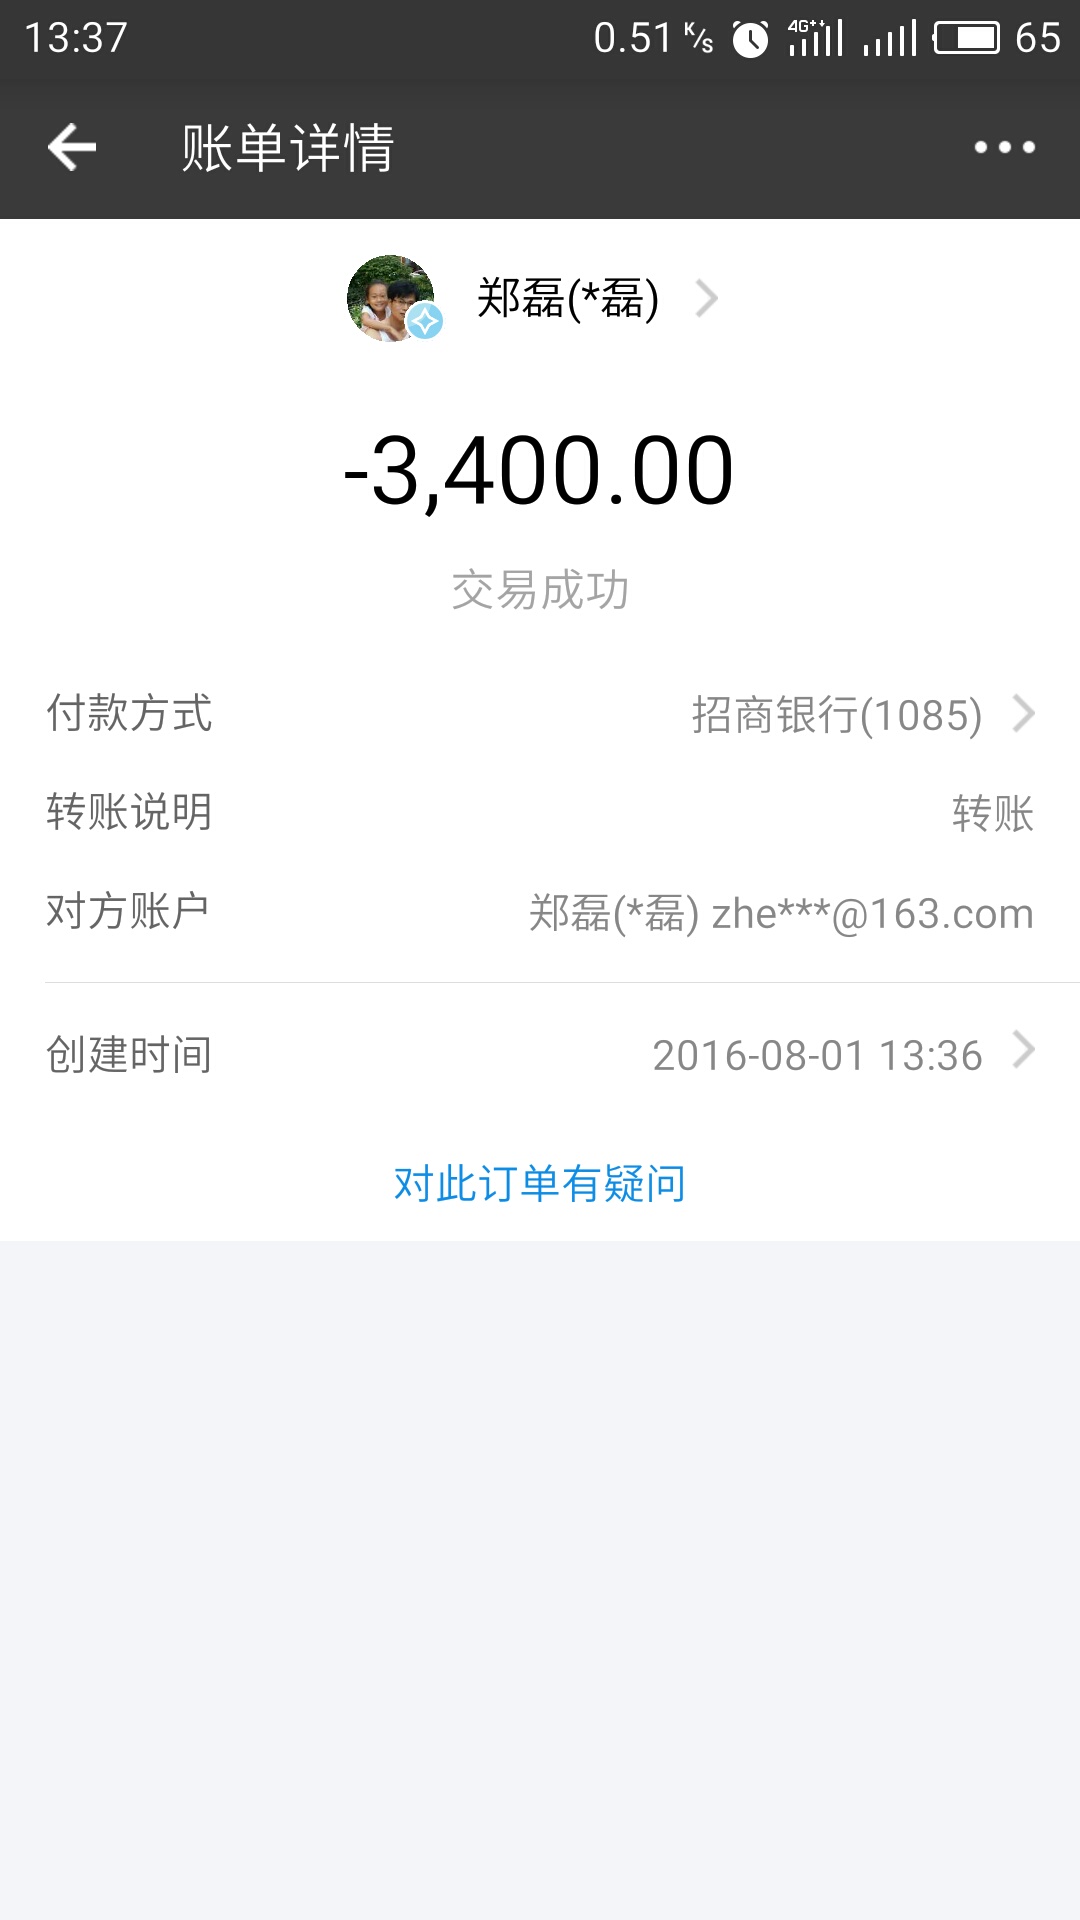 13:37 0.51 K/s 4G++ 65
账单详情
郑磊(*磊)
-3,400.00
交易成功
付款方式 招商银行(1085)
转账说明 转账
对方账户 郑磊(*磊) zhe***@163.com
创建时间 2016-08-01 13:36
对此订单有疑问